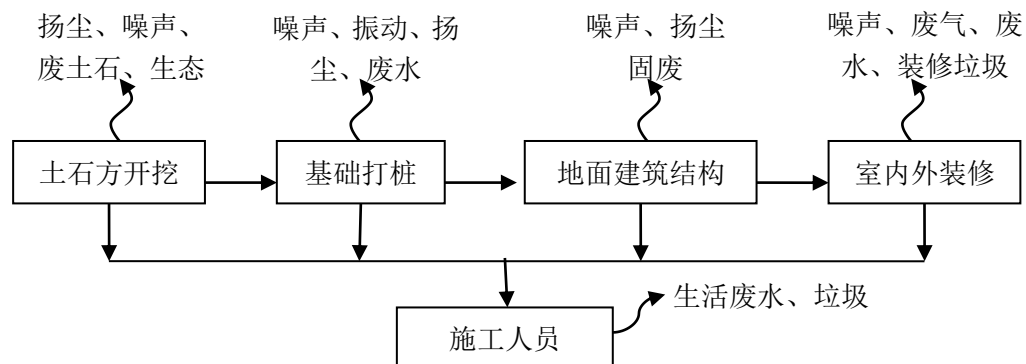 扬尘、噪声、
废土石、生态
噪声、振动、扬
尘、废水
噪声、扬尘
固废
噪声、废气、废
水、装修垃圾
土石方开挖
基础打桩
地面建筑结构
室内外装修
生活废水、垃圾
施工人员